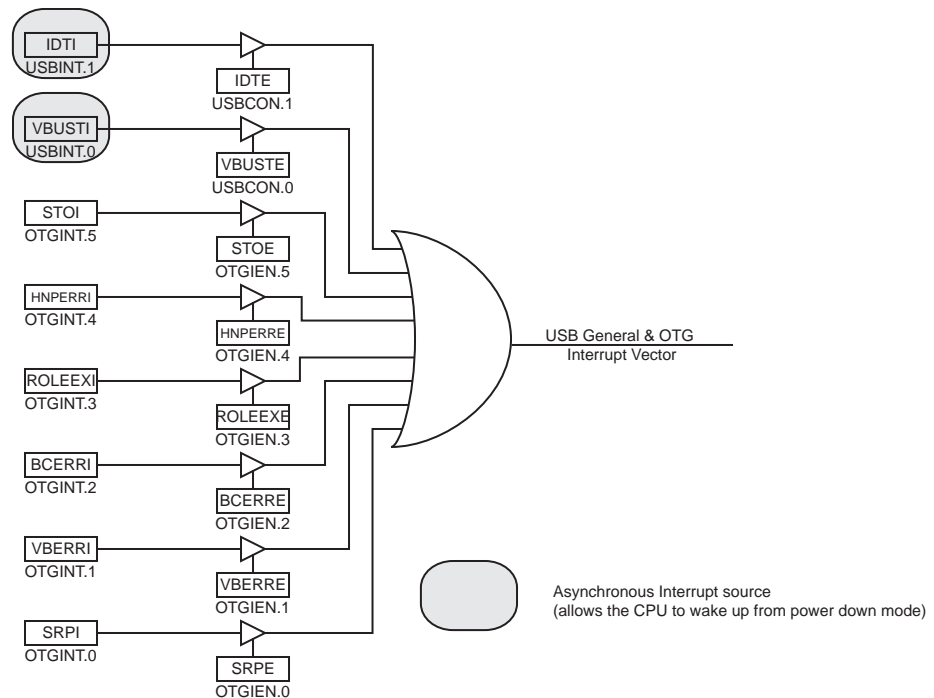 IDTI
USBINT.1
IDTE
USBCON.1
VBUSTI
USBINT.0
VBUSTE
USBCON.0
STOI
OTGINT.5
STOE
OTGIEN.5
HNPERRI
OTGINT.4
HNPERRE
OTGIEN.4
USB General & OTG
Interrupt Vector
ROLEEXI
OTGINT.3
ROLEEXE
OTGIEN.3
BCERRI
OTGINT.2
BCERRE
OTGIEN.2
VBERRI
OTGINT.1
VBERRE
OTGIEN.1
Asynchronous Interrupt source
(allows the CPU to wake up from power down mode)
SRPI
OTGINT.0
SRPE
OTGIEN.0